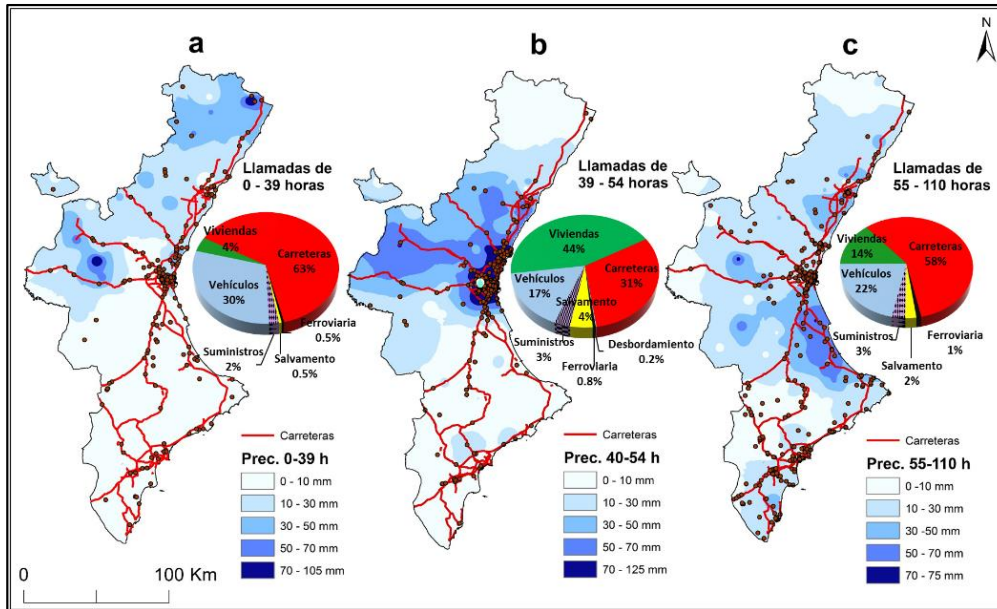 N
a
b
c
Llamadas de
0 - 39 horas
Viviendas
4%
Carreteras
63%
Vehículos
30%
Ferroviaria
0.5%
Suministros
2%
Salvamento
0.5%
Carreteras
Prec. 0-39 h
0 - 10 mm
10 - 30 mm
30 - 50 mm
50 - 70 mm
70 - 105 mm
0
100 Km
Llamadas de
39 - 54 horas
Viviendas
44%
Carreteras
31%
Vehículos
17%
Salvamento
4%
Suministros
3%
Desbordamiento
0.2%
Ferroviaria
0.8%
Carreteras
Prec. 40-54 h
0 - 10 mm
10 - 30 mm
30 - 50 mm
50 - 70 mm
70 - 125 mm
Llamadas de
55 - 110 horas
Viviendas
14%
Carreteras
58%
Vehículos
22%
Suministros
3%
Ferroviaria
1%
Salvamento
2%
Carreteras
Prec. 55-110 h
0 -10 mm
10 - 30 mm
30 -50 mm
50 - 70 mm
70 - 75 mm